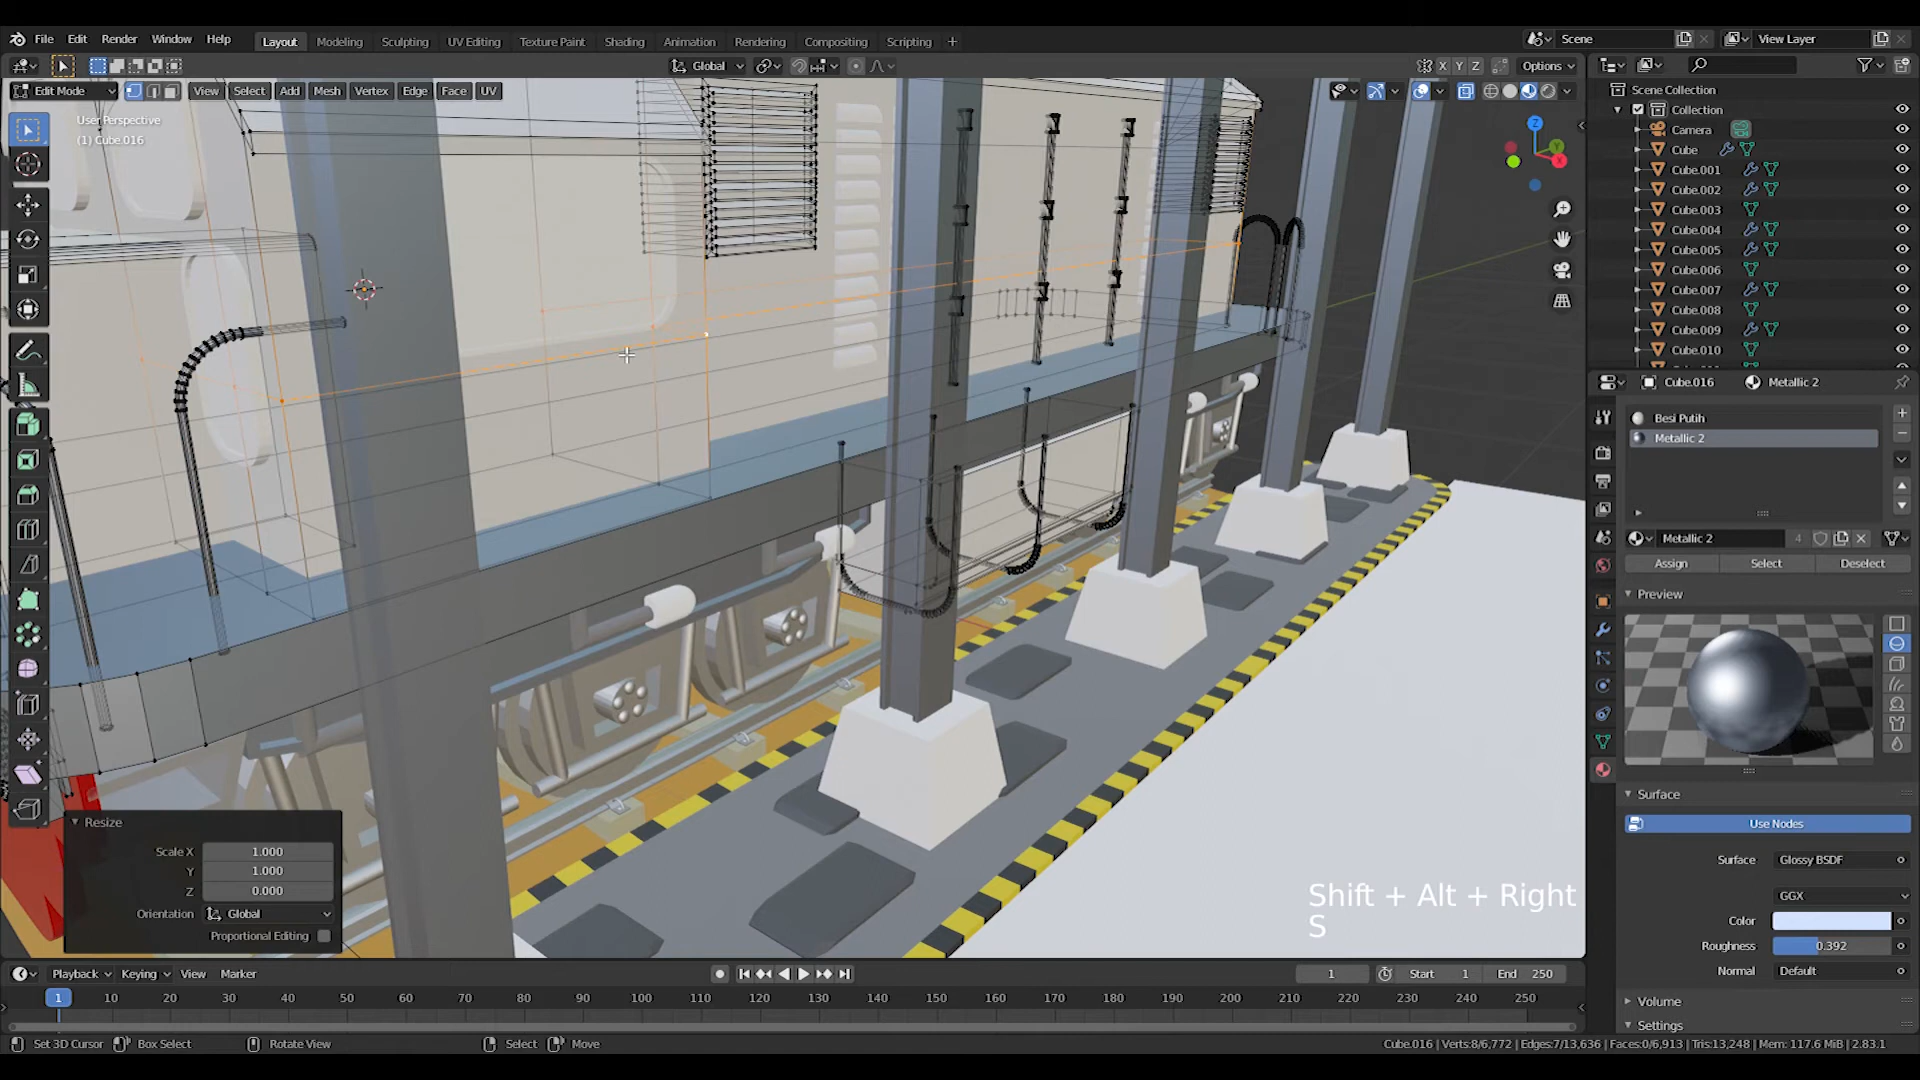 File Edit Render Window Help Layout Modeling Sculpting UV Editing Texture Paint Shading Animation Rendering Compositing Scripting + Scene View Layer
Global X Y Z Options
Edit Mode View Select Add Mesh Vertex Edge Face UV
User Perspective
(1) Cube.016
Z
Y
X
Scene Collection
Collection
Camera
Cube
Cube.001
Cube.002
Cube.003
Cube.004
Cube.005
Cube.006
Cube.007
Cube.008
Cube.009
Cube.010
Cube.016 Metallic 2
Besi Putih
Metallic 2
Metallic 2 4
Assign Select Deselect
Preview
Surface
Use Nodes
Surface Glossy BSDF
GGX
Color
Roughness 0.392
Normal Default
Volume
Settings
Resize
Scale X 1.000
Y 1.000
Z 0.000
Orientation Global
Proportional Editing
Shift + Alt + Right
S
Playback Keying View Marker 1 Start 1 End 250
1 10 20 30 40 50 60 70 80 90 100 110 120 130 140 150 160 170 180 190 200 210 220 230 240 250
Set 3D Cursor Box Select Rotate View Select Move Cube.016 | Verts:8/6,772 | Edges:7/13,636 | Faces:0/6,913 | Tris:13,248 | Mem: 117.6 MiB | 2.83.1